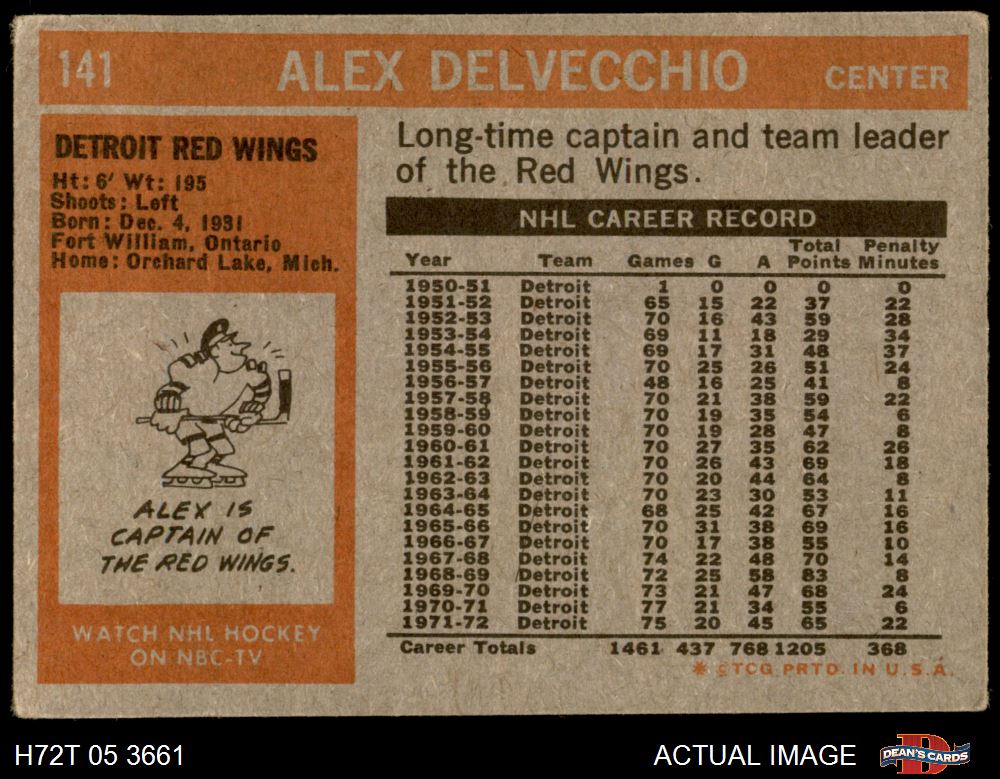 141 ALEX DELVECCHIO CENTER
DETROIT RED WINGS
Ht: 6' Wt: 195
Shoots: Left
Born: Dec. 4, 1931
Fort William, Ontario
Home: Orchard Lake, Mich.
ALEX IS
CAPTAIN OF
THE RED WINGS.
WATCH NHL HOCKEY
ON NBC-TV
Long-time captain and team leader
of the Red Wings.
NHL CAREER RECORD
Year Team Games G A Total Points Penalty Minutes
1950-51 Detroit 1 0 0 0 0
1951-52 Detroit 65 15 22 37 22
1952-53 Detroit 70 16 43 59 28
1953-54 Detroit 69 11 18 29 34
1954-55 Detroit 69 17 31 48 37
1955-56 Detroit 70 25 26 51 24
1956-57 Detroit 48 16 25 41 8
1957-58 Detroit 70 21 38 59 22
1958-59 Detroit 70 19 35 54 6
1959-60 Detroit 70 19 28 47 8
1960-61 Detroit 70 27 35 62 26
1961-62 Detroit 70 26 43 69 18
1962-63 Detroit 70 20 44 64 8
1963-64 Detroit 70 23 30 53 11
1964-65 Detroit 68 25 42 67 16
1965-66 Detroit 70 31 38 69 16
1966-67 Detroit 70 17 38 55 10
1967-68 Detroit 74 22 48 70 14
1968-69 Detroit 72 25 58 83 8
1969-70 Detroit 73 21 47 68 24
1970-71 Detroit 77 21 34 55 6
1971-72 Detroit 75 20 45 65 22
Career Totals 1461 437 768 1205 368
* ©TCG PRTD. IN U.S.A.
H72T 05 3661 ACTUAL IMAGE DEAN'S CARDS